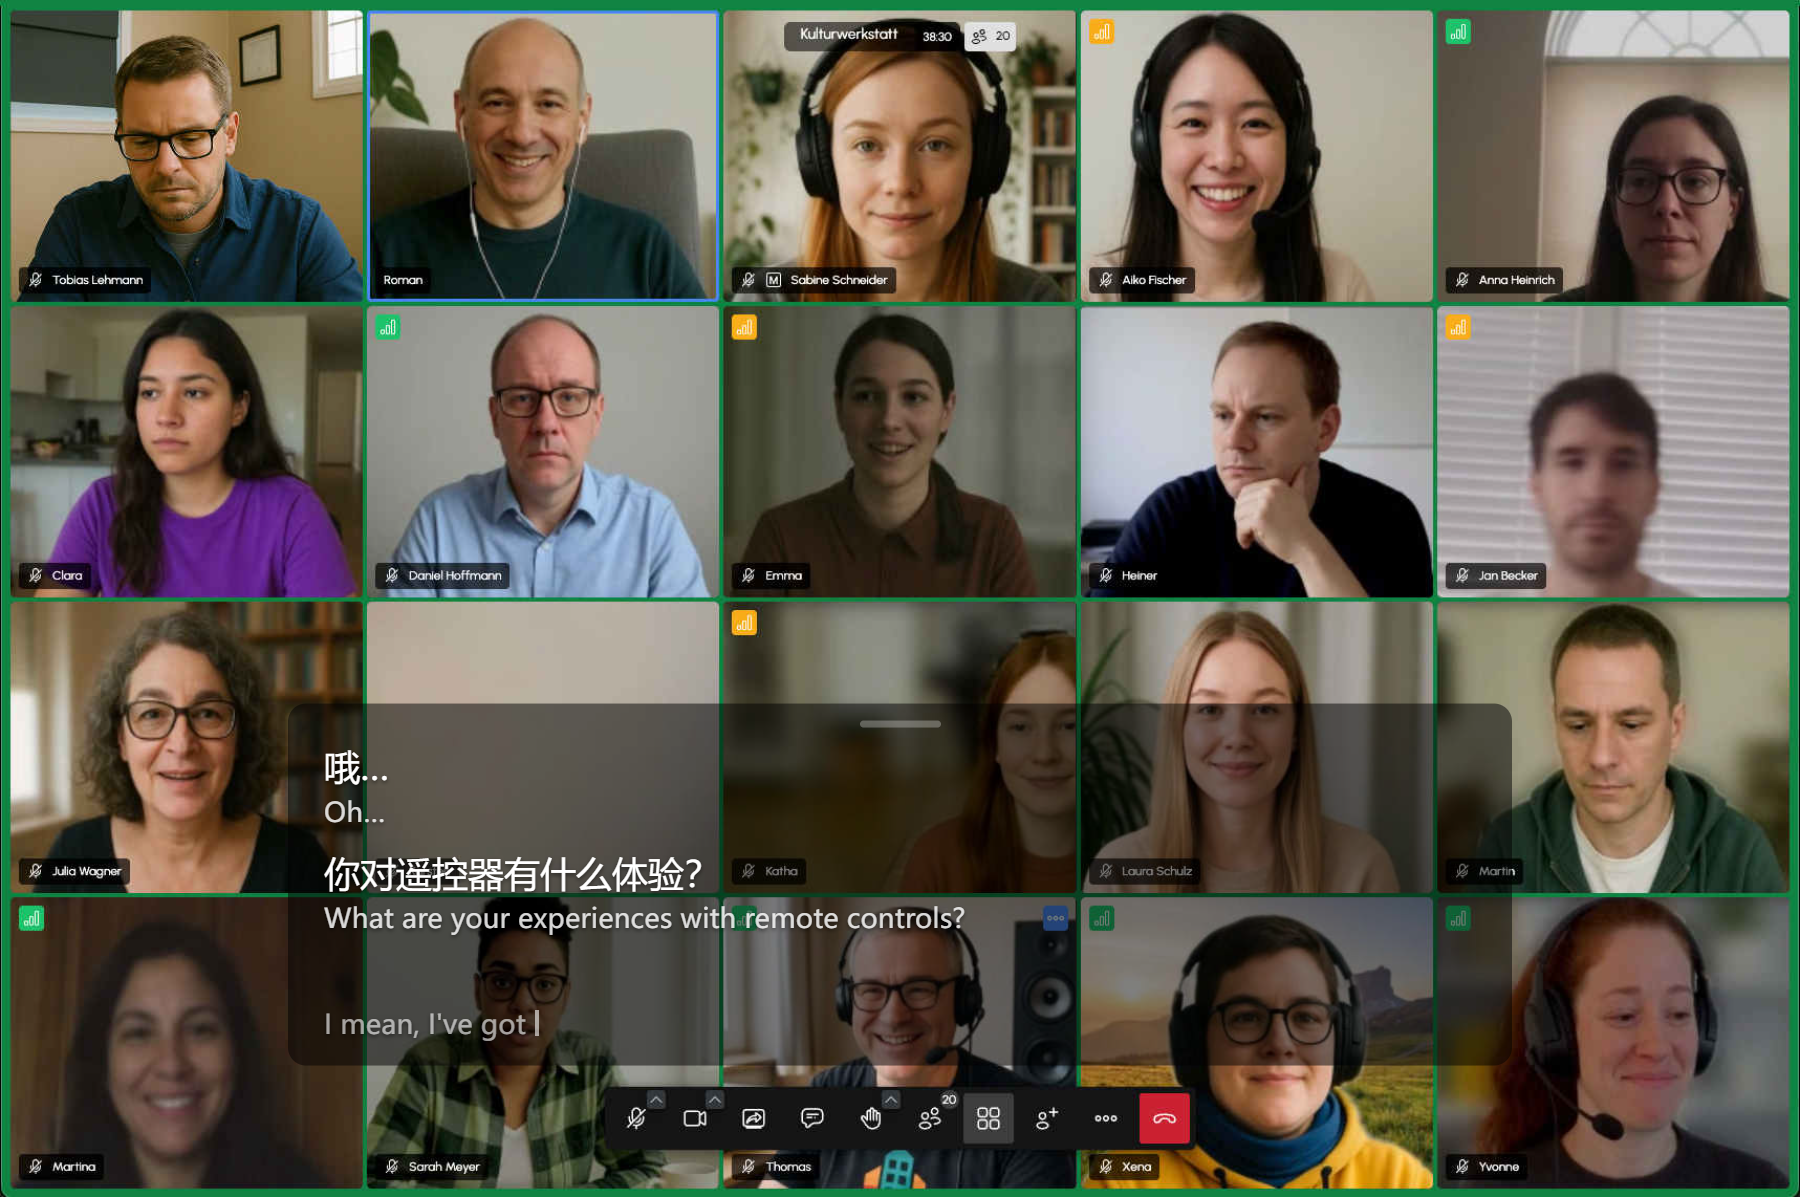 Kulturwerkstatt 38:30 20
Tobias Lehmann
Roman
M Sabine Schneider
Aiko Fischer
Anna Heinrich
Clara
Daniel Hoffmann
Emma
Heiner
Jan Becker
Julia Wagner
Katha
Laura Schulz
Martin
哦...
Oh...
你对遥控器有什么体验？
What are your experiences with remote controls?
I mean, I've got
Martina
Sarah Meyer
Thomas
Xena
Yvonne
20